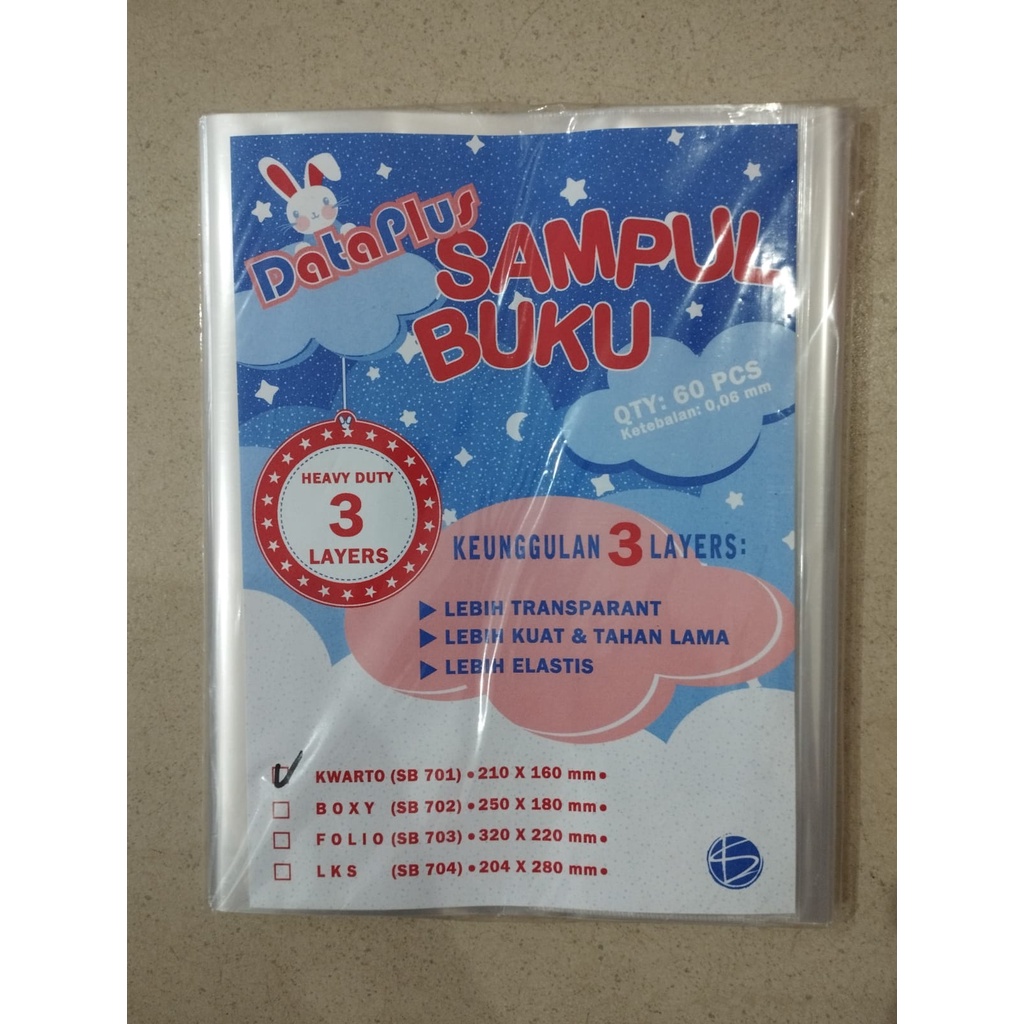 DataPlus
SAMPUL
BUKU
QTY: 60 PCS
Ketebalan: 0,06 mm
HEAVY DUTY
3
LAYERS
KEUNGGULAN 3 LAYERS:
▶ LEBIH TRANSPARANT
▶ LEBIH KUAT & TAHAN LAMA
▶ LEBIH ELASTIS
KWARTO (SB 701) • 210 X 160 mm •
BOXY (SB 702) • 250 X 180 mm •
FOLIO (SB 703) • 320 X 220 mm •
LKS (SB 704) • 204 X 280 mm •